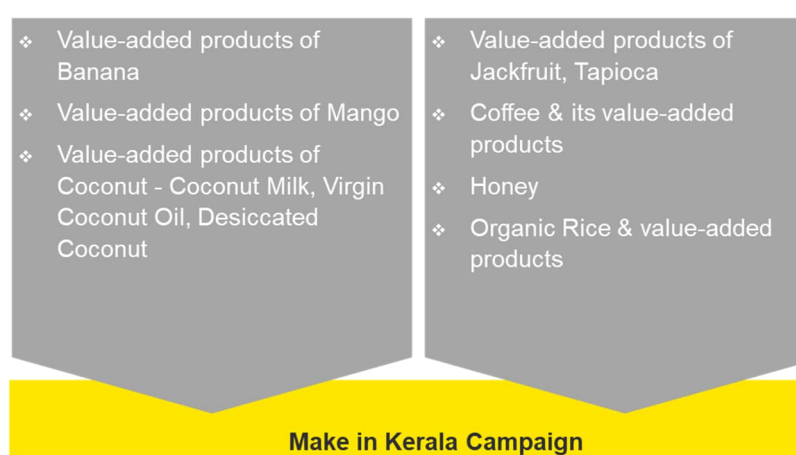 ❖ Value-added products of
Banana
❖ Value-added products of Mango
❖ Value-added products of
Coconut - Coconut Milk, Virgin
Coconut Oil, Desiccated
Coconut
❖ Value-added products of
Jackfruit, Tapioca
❖ Coffee & its value-added
products
❖ Honey
❖ Organic Rice & value-added
products
Make in Kerala Campaign